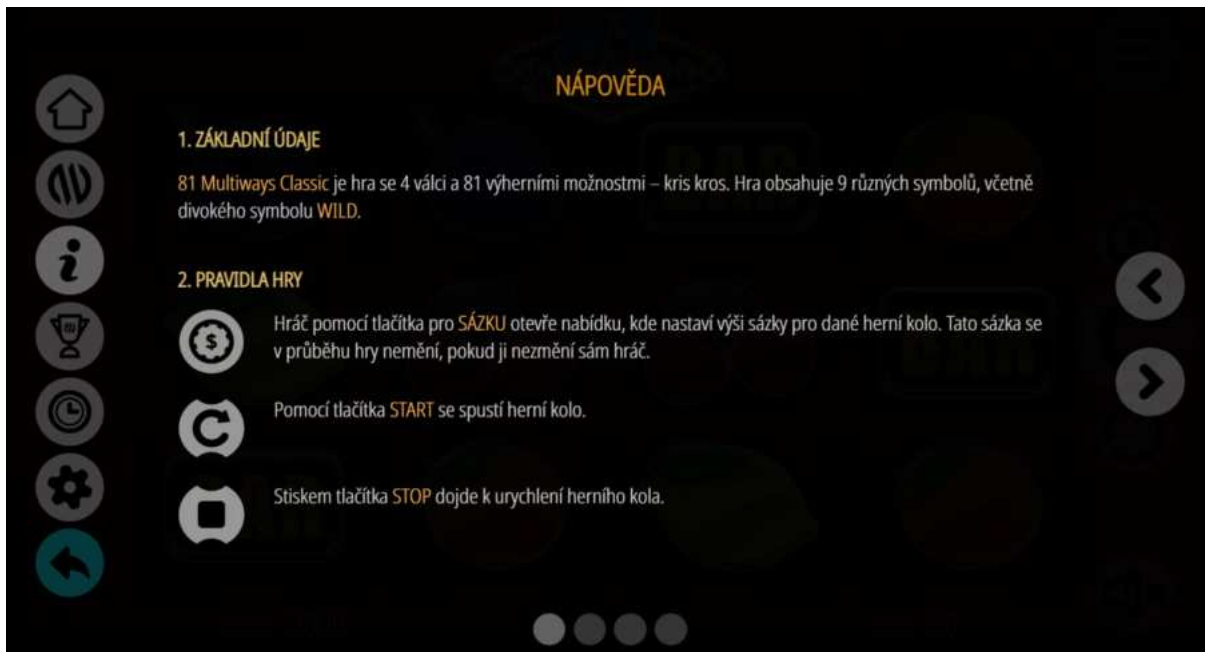 NÁPOVĚDA
1. ZÁKLADNÍ ÚDAJE
81 Multiways Classic je hra se 4 válci a 81 výherními možnostmi – kris kros. Hra obsahuje 9 různých symbolů, včetně
divokého symbolu WILD.
2. PRAVIDLA HRY
Hráč pomocí tlačítka pro SÁZKU otevře nabídku, kde nastaví výši sázky pro dané herní kolo. Tato sázka se
v průběhu hry nemění, pokud ji nezmění sám hráč.
Pomocí tlačítka START se spustí herní kolo.
Stiskem tlačítka STOP dojde k urychlení herního kola.
BAR
BAR
BAR